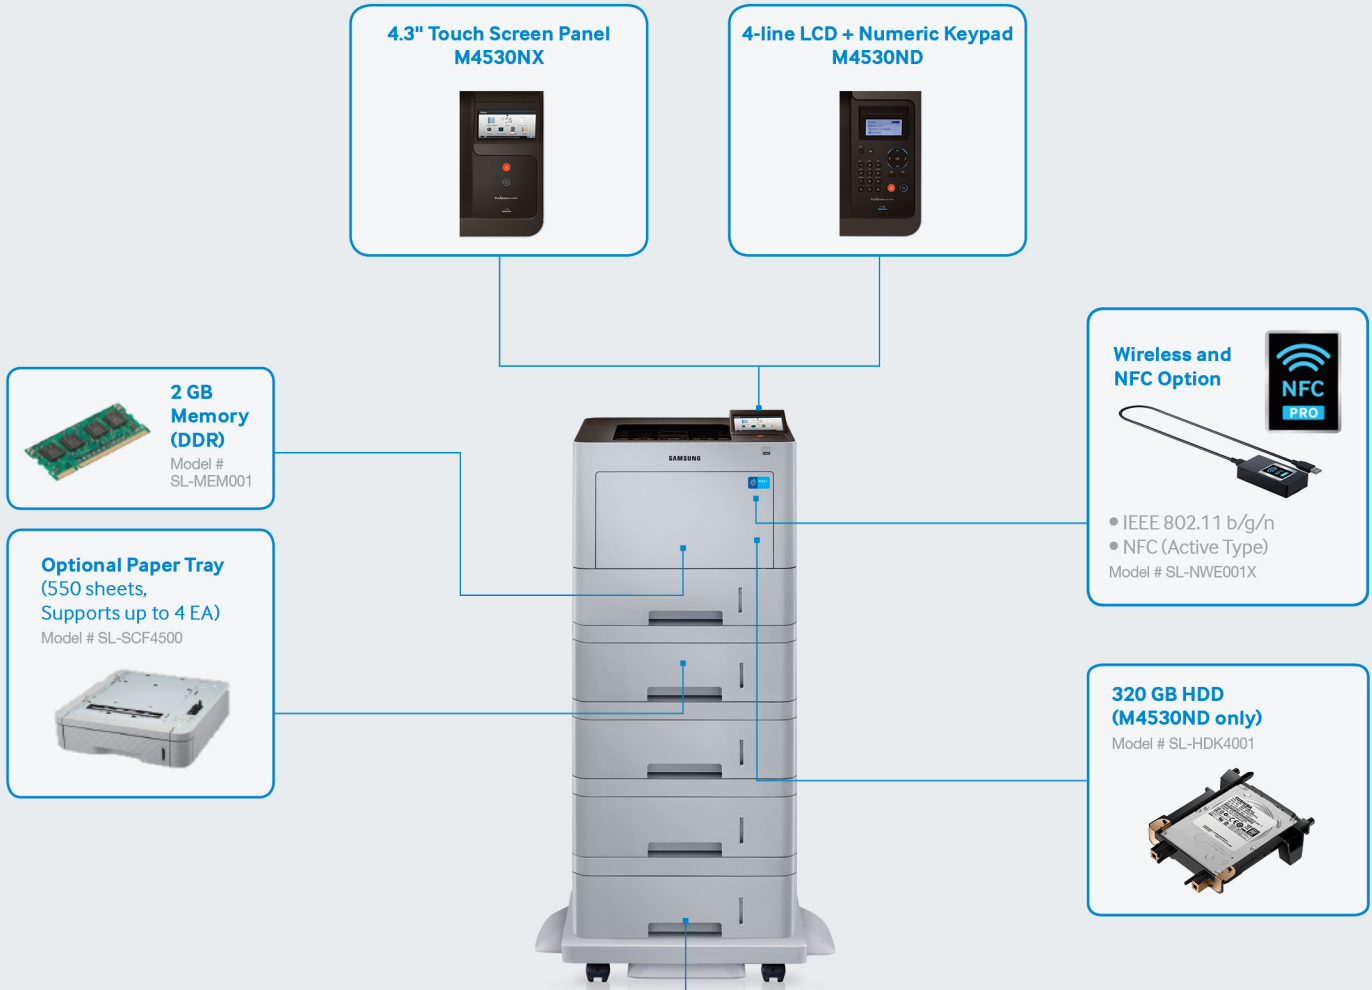 4.3" Touch Screen Panel
M4530NX
4-line LCD + Numeric Keypad
M4530ND
Wireless and
NFC Option
NFC
PRO
• IEEE 802.11 b/g/n
• NFC (Active Type)
Model # SL-NWE001X
2 GB
Memory
(DDR)
Model #
SL-MEM001
SAMSUNG
Optional Paper Tray
(550 sheets,
Supports up to 4 EA)
Model # SL-SCF4500
320 GB HDD
(M4530ND only)
Model # SL-HDK4001
TOSHIBA